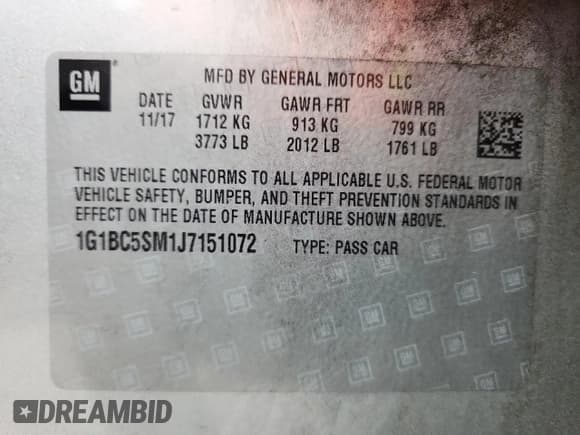 GM
MFD BY GENERAL MOTORS LLC
DATE GVWR GAWR FRT GAWR RR
11/17 1712 KG 913 KG 799 KG
3773 LB 2012 LB 1761 LB
THIS VEHICLE CONFORMS TO ALL APPLICABLE U.S. FEDERAL MOTOR
VEHICLE SAFETY, BUMPER, AND THEFT PREVENTION STANDARDS IN
EFFECT ON THE DATE OF MANUFACTURE SHOWN ABOVE.
1G1BC5SM1J7151072 TYPE: PASS CAR
DREAMBID